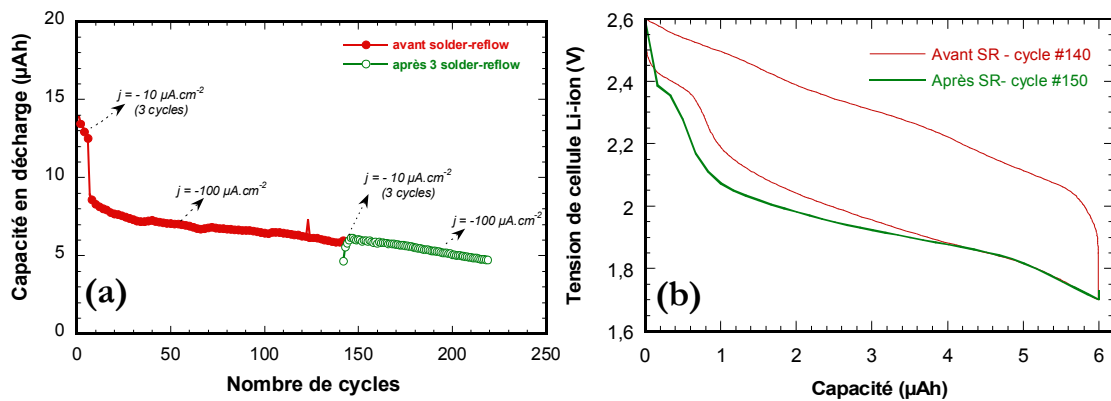 20
15
10
5
0
0
50
100
150
200
250
Capacité en décharge (µAh)
Nombre de cycles
avant solder-reflow
après 3 solder-reflow
j = - 10 µA.cm-2
(3 cycles)
j = -100 µA.cm-2
j = - 10 µA.cm-2
(3 cycles)
j = -100 µA.cm-2
(a)
2,6
2,4
2,2
2
1,8
1,6
0
1
2
3
4
5
6
Tension de cellule Li-ion (V)
Capacité (µAh)
Avant SR - cycle #140
Après SR- cycle #150
(b)